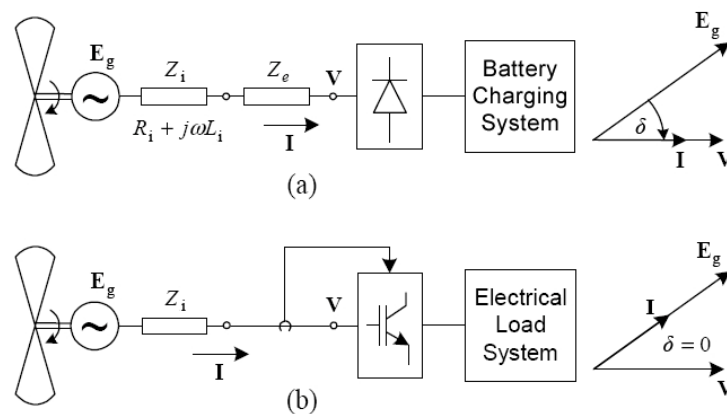 E_g
Z_i
Z_e
V
R_i + jωL_i
I
Battery
Charging
System
E_g
δ
I
V
(a)
E_g
Z_i
V
I
Electrical
Load
System
E_g
I
δ = 0
V
(b)